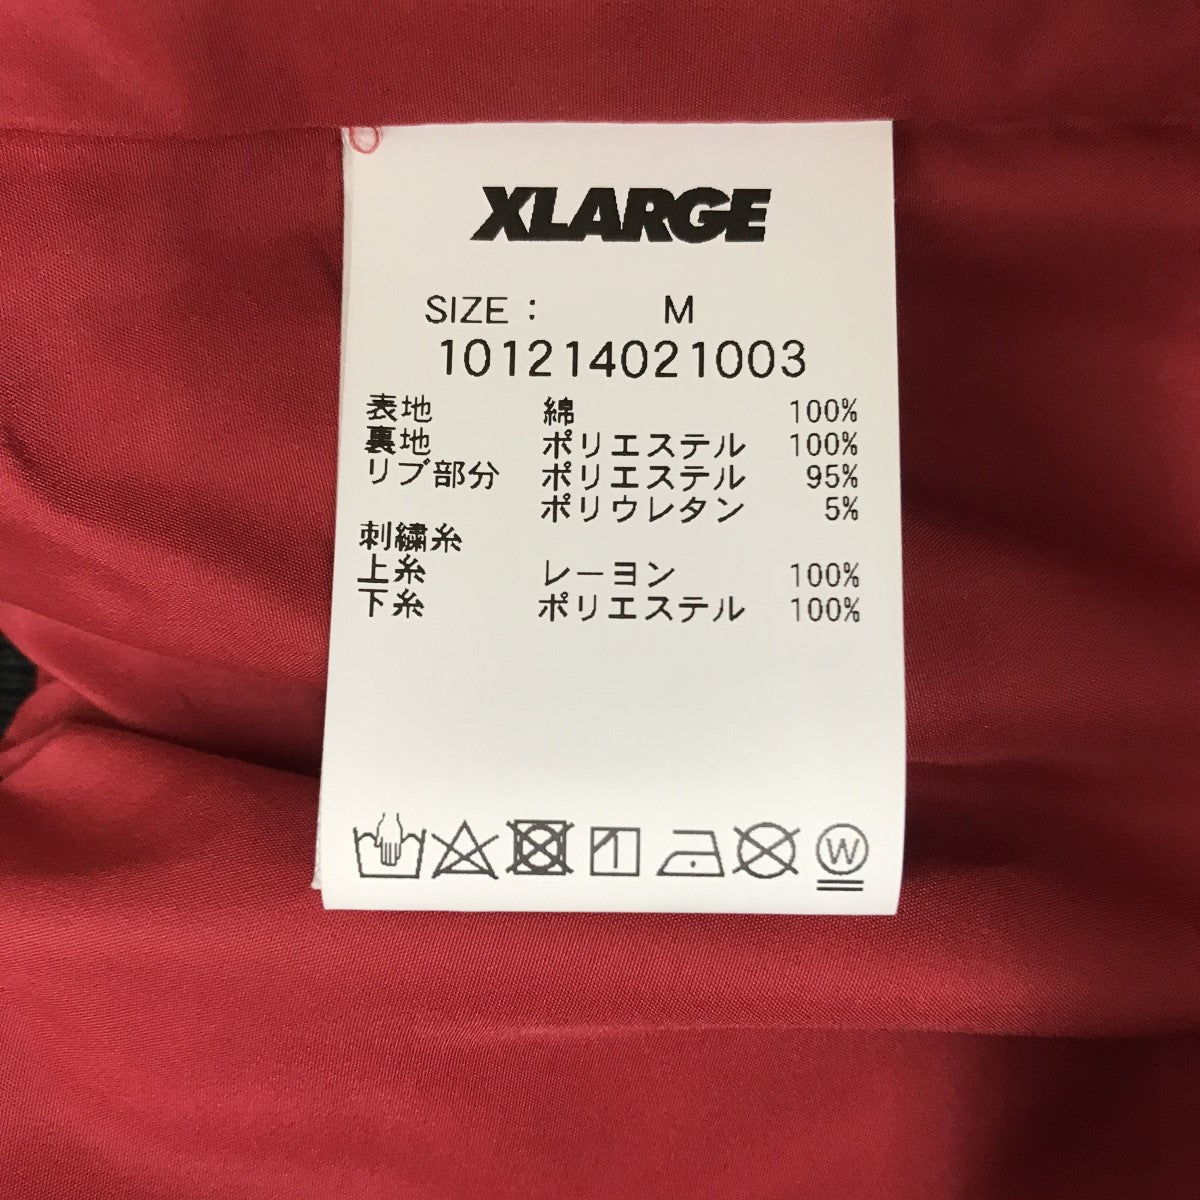 XLARGE
SIZE : M
101214021003
表地 綿 100%
裏地 ポリエステル 100%
リブ部分 ポリエステル 95%
ポリウレタン 5%
刺繍糸
上糸 レーヨン 100%
下糸 ポリエステル 100%
W